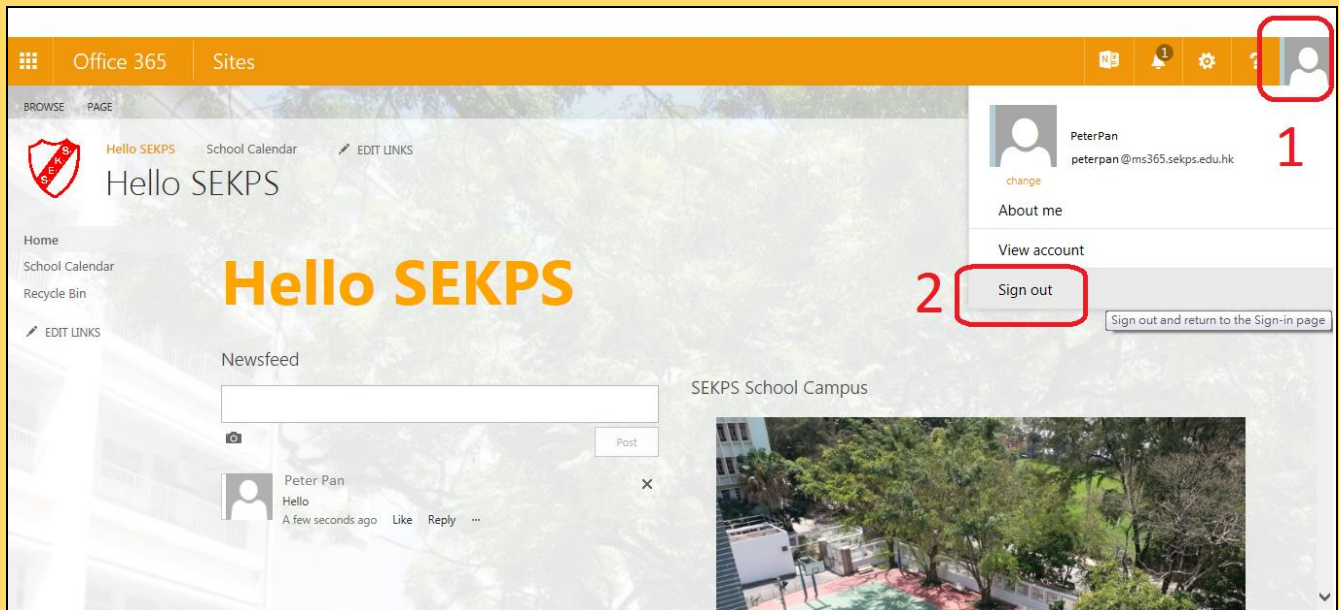 Office 365 Sites 1 ?
BROWSE PAGE
SEKPS
Hello SEKPS School Calendar EDIT LINKS
Hello SEKPS
Home
School Calendar
Recycle Bin
EDIT LINKS
Hello SEKPS
Newsfeed
Post
Peter Pan
Hello
A few seconds ago Like Reply ...
SEKPS School Campus
PeterPan
peterpan@ms365.sekps.edu.hk
change
1
About me
View account
2 Sign out
Sign out and return to the Sign-in page